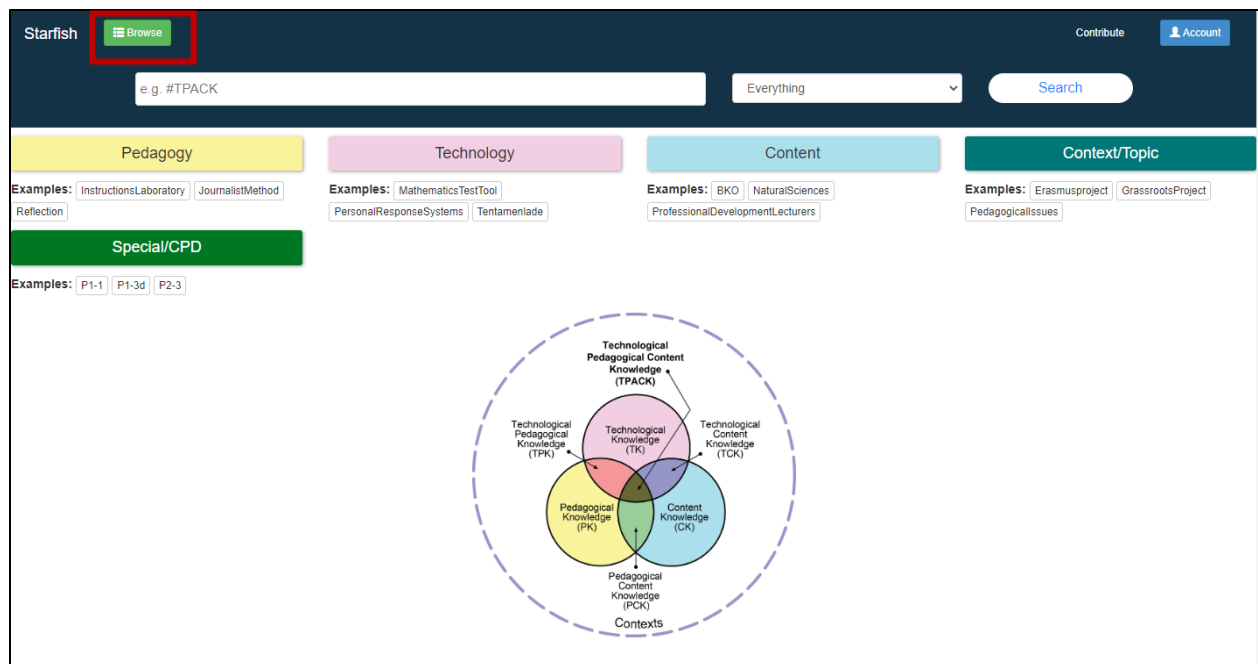 Starfish Browse Contribute Account
e.g. #TPACK Everything Search
Pedagogy Technology Content Context/Topic
Examples: InstructionsLaboratory JournalistMethod
Reflection
Examples: MathematicsTestTool
PersonalResponseSystems Tentamenlade
Examples: BKO NaturalSciences
ProfessionalDevelopmentLecturers
Examples: Erasmusproject GrassrootsProject
PedagogicalIssues
Special/CPD
Examples: P1-1 P1-3d P2-3
Technological
Pedagogical Content
Knowledge
(TPACK)
Technological
Pedagogical
Knowledge
(TPK)
Technological
Knowledge
(TK)
Technological
Content
Knowledge
(TCK)
Pedagogical
Knowledge
(PK)
Content
Knowledge
(CK)
Pedagogical
Content
Knowledge
(PCK)
Contexts